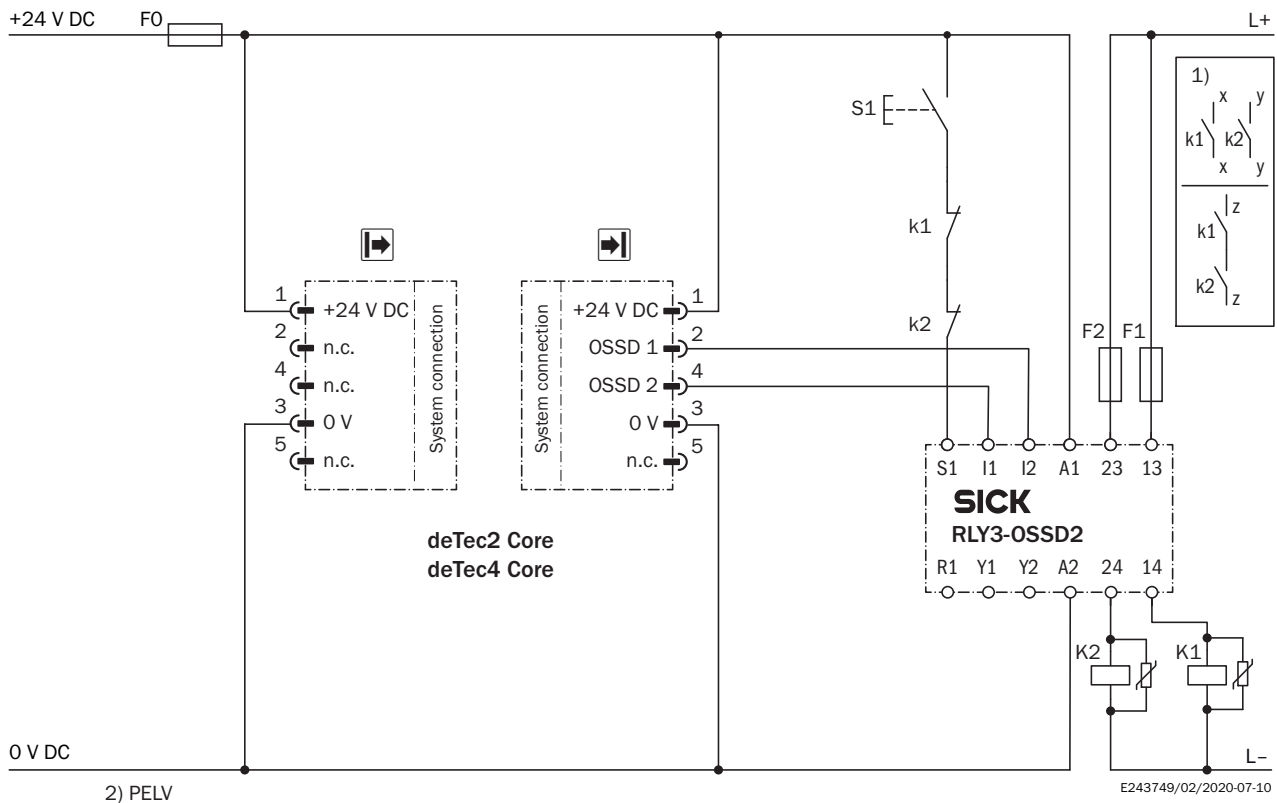 +24 V DC
F0
L+
1)
x y
k1 k2
x y
z
k1
k2
z
S1
k1
k2
F2 F1
1 +24 V DC
2 n.c.
4 n.c.
3 0 V
5 n.c.
System connection
System connection
+24 V DC 1
OSSD 1 2
OSSD 2 4
0 V 3
n.c. 5
deTec2 Core
deTec4 Core
S1 I1 I2 A1 23 13
SICK
RLY3-OSSD2
R1 Y1 Y2 A2 24 14
K2 K1
0 V DC
L–
2) PELV
E243749/02/2020-07-10